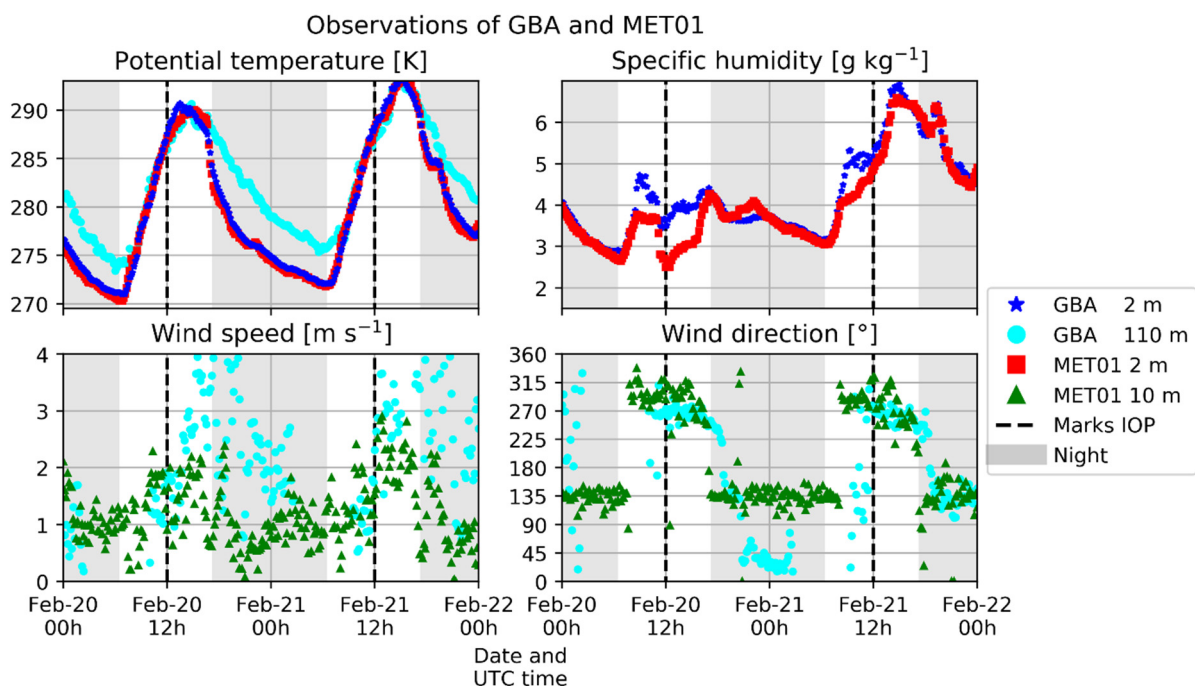 Observations of GBA and MET01
Potential temperature [K]
Specific humidity [g kg⁻¹]
290
285
280
275
270
6
5
4
3
2
Wind speed [m s⁻¹]
Wind direction [°]
4
3
2
1
0
360
315
270
225
180
135
90
45
0
Feb-20 Feb-20 Feb-21 Feb-21 Feb-22
00h 12h 00h 12h 00h
Feb-20 Feb-20 Feb-21 Feb-21 Feb-22
00h 12h 00h 12h 00h
Date and
UTC time
GBA 2 m
GBA 110 m
MET01 2 m
MET01 10 m
Marks IOP
Night